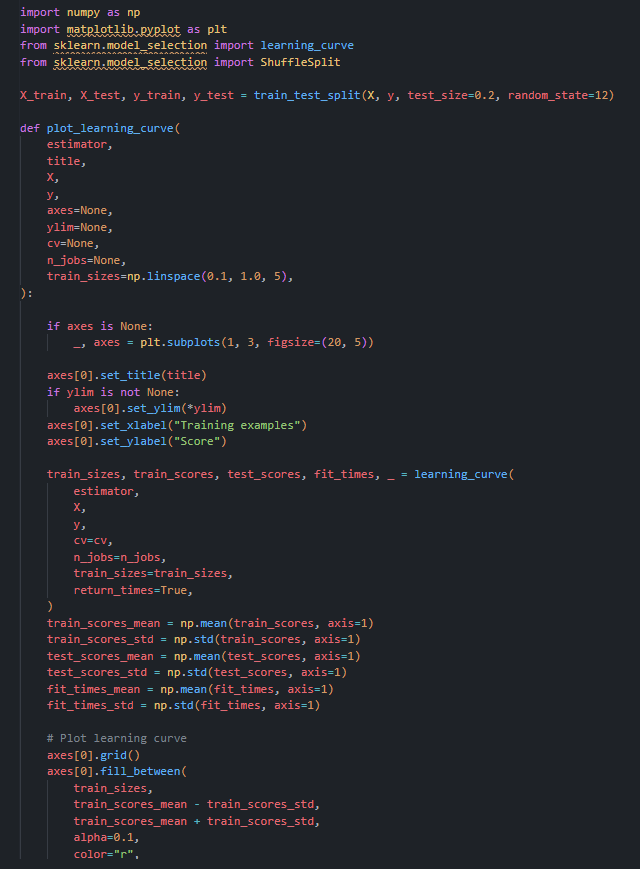 import numpy as np
import matplotlib.pyplot as plt
from sklearn.model_selection import learning_curve
from sklearn.model_selection import ShuffleSplit

X_train, X_test, y_train, y_test = train_test_split(X, y, test_size=0.2, random_state=12)

def plot_learning_curve(
    estimator,
    title,
    X,
    y,
    axes=None,
    ylim=None,
    cv=None,
    n_jobs=None,
    train_sizes=np.linspace(0.1, 1.0, 5),
):

    if axes is None:
        _, axes = plt.subplots(1, 3, figsize=(20, 5))

    axes[0].set_title(title)
    if ylim is not None:
        axes[0].set_ylim(*ylim)
    axes[0].set_xlabel("Training examples")
    axes[0].set_ylabel("Score")

    train_sizes, train_scores, test_scores, fit_times, _ = learning_curve(
        estimator,
        X,
        y,
        cv=cv,
        n_jobs=n_jobs,
        train_sizes=train_sizes,
        return_times=True,
    )
    train_scores_mean = np.mean(train_scores, axis=1)
    train_scores_std = np.std(train_scores, axis=1)
    test_scores_mean = np.mean(test_scores, axis=1)
    test_scores_std = np.std(test_scores, axis=1)
    fit_times_mean = np.mean(fit_times, axis=1)
    fit_times_std = np.std(fit_times, axis=1)

    # Plot learning curve
    axes[0].grid()
    axes[0].fill_between(
        train_sizes,
        train_scores_mean - train_scores_std,
        train_scores_mean + train_scores_std,
        alpha=0.1,
        color="r",